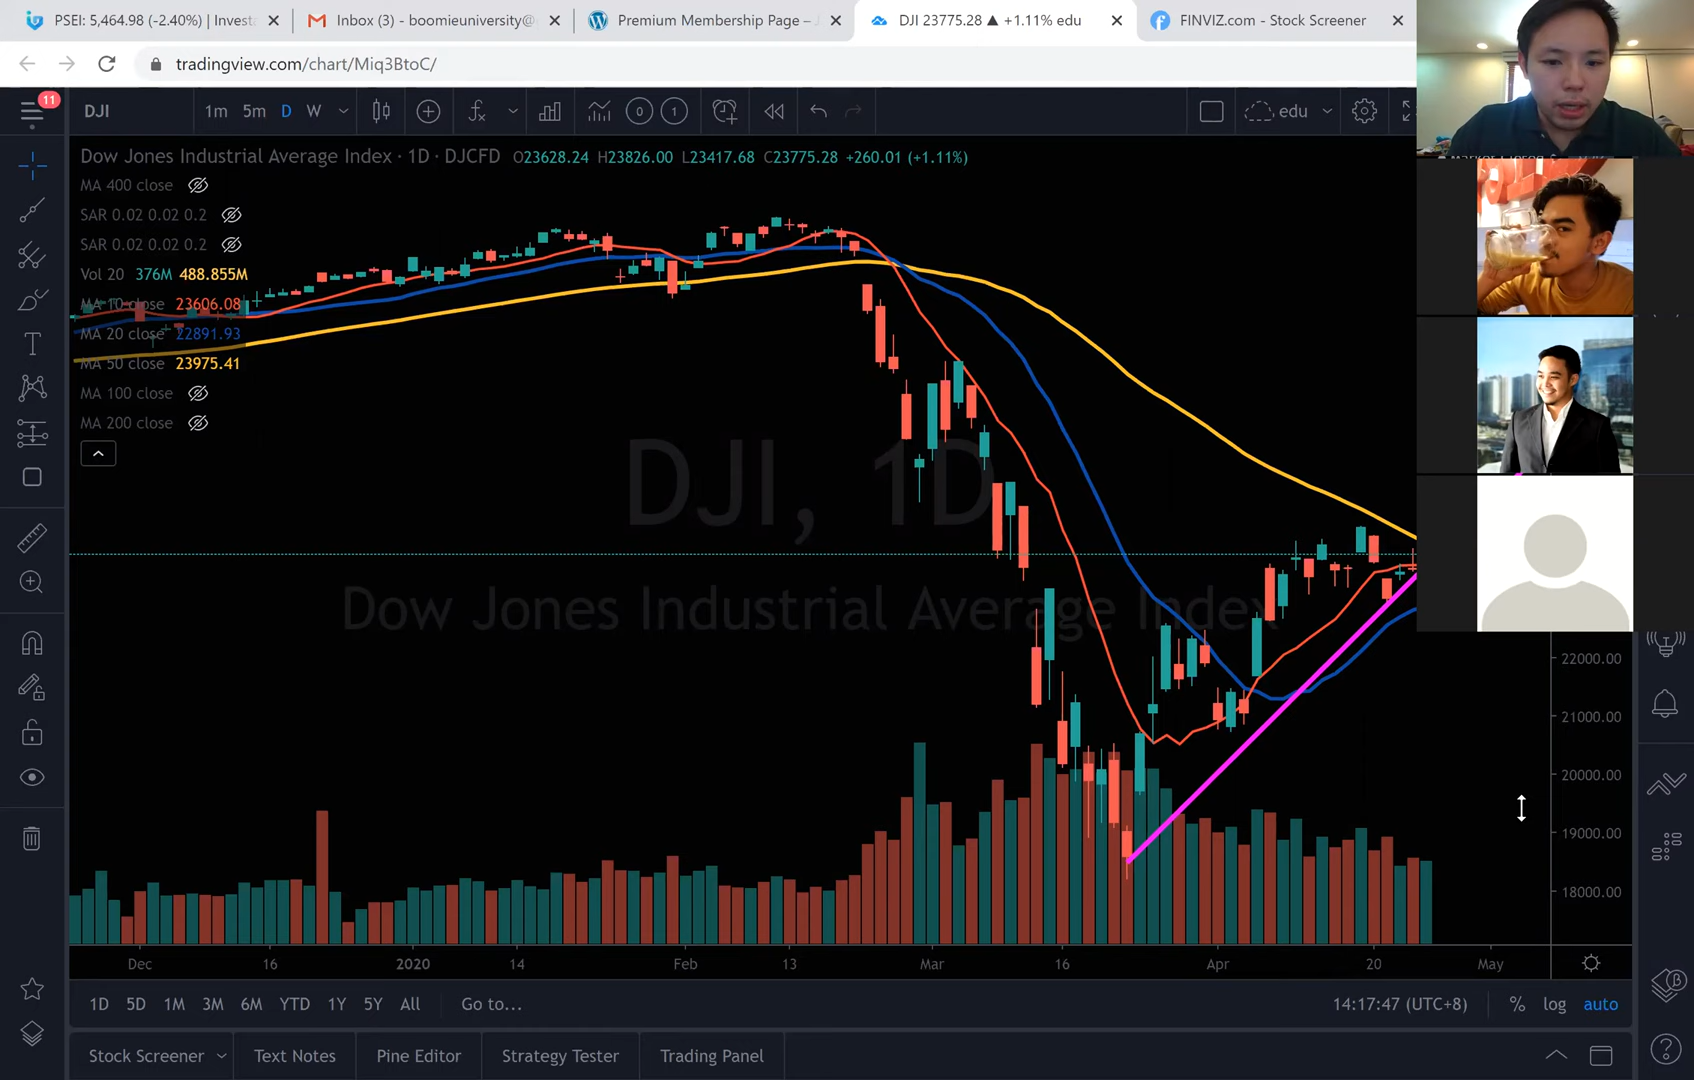 PSEI: 5,464.98 (-2.40%) | Invest
Inbox (3) - boomieuniversity@
Premium Membership Page –
DJI 23775.28 ▲ +1.11% edu
FINVIZ.com - Stock Screener
tradingview.com/chart/Miq3BtoC/
11
DJI
1m 5m D W
0 1
edu
Dow Jones Industrial Average Index · 1D · DJCFD O23628.24 H23826.00 L23417.68 C23775.28 +260.01 (+1.11%)
MA 400 close
SAR 0.02 0.02 0.2
SAR 0.02 0.02 0.2
Vol 20 376M 488.855M
MA 10 close 23606.08
MA 20 close 22891.93
MA 50 close 23975.41
MA 100 close
MA 200 close
DJI, 1D
Dow Jones Industrial Average Index
22000.00
21000.00
20000.00
19000.00
18000.00
Dec 16 2020 14 Feb 13 Mar 16 Apr 20 May
1D 5D 1M 3M 6M YTD 1Y 5Y All Go to...
14:17:47 (UTC+8) % log auto
Stock Screener Text Notes Pine Editor Strategy Tester Trading Panel